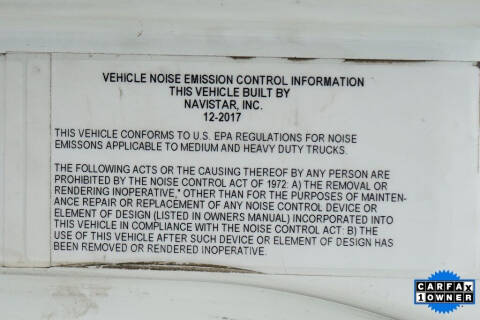 VEHICLE NOISE EMISSION CONTROL INFORMATION
THIS VEHICLE BUILT BY
NAVISTAR, INC.
12-2017
THIS VEHICLE CONFORMS TO U.S. EPA REGULATIONS FOR NOISE
EMISSONS APPLICABLE TO MEDIUM AND HEAVY DUTY TRUCKS.
THE FOLLOWING ACTS OR THE CAUSING THEREOF BY ANY PERSON ARE
PROHIBITED BY THE NOISE CONTROL ACT OF 1972: A) THE REMOVAL OR
RENDERING INOPERATIVE," OTHER THAN FOR THE PURPOSES OF MAINTEN-
ANCE REPAIR OR REPLACEMENT OF ANY NOISE CONTROL DEVICE OR
ELEMENT OF DESIGN (LISTED IN OWNERS MANUAL) INCORPORATED INTO
THIS VEHICLE IN COMPLIANCE WITH THE NOISE CONTROL ACT: B) THE
USE OF THIS VEHICLE AFTER SUCH DEVICE OR ELEMENT OF DESIGN HAS
BEEN REMOVED OR RENDERED INOPERATIVE.
CARFAX
1 OWNER